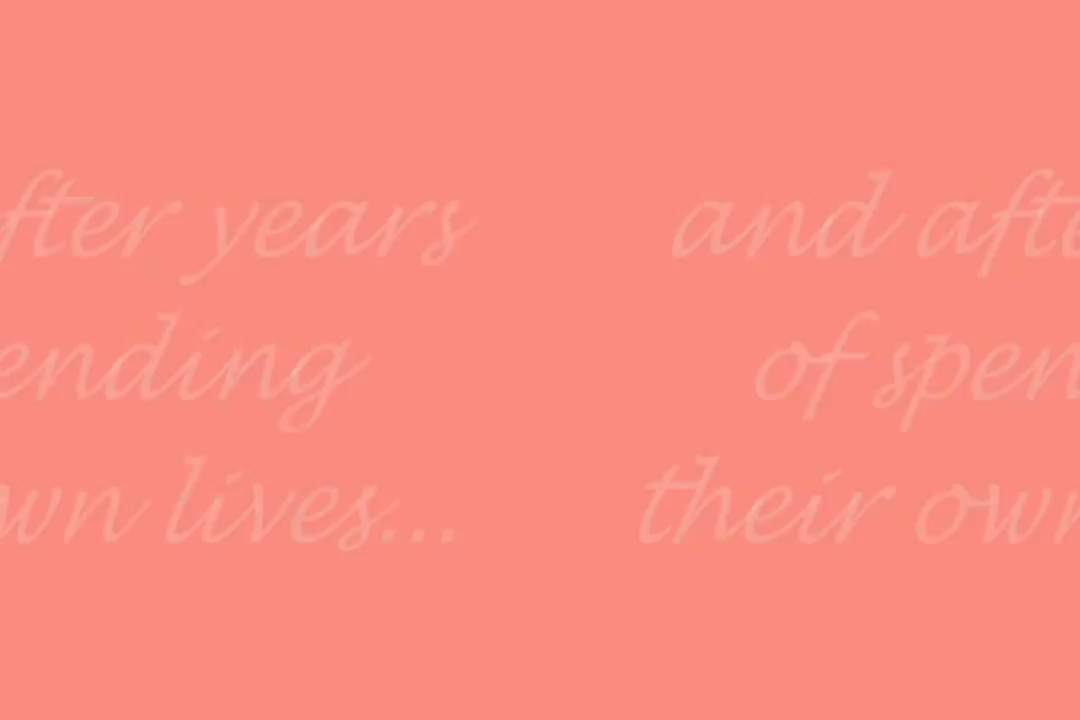 fter years
ending
wn lives...
and afte
of spen
their own